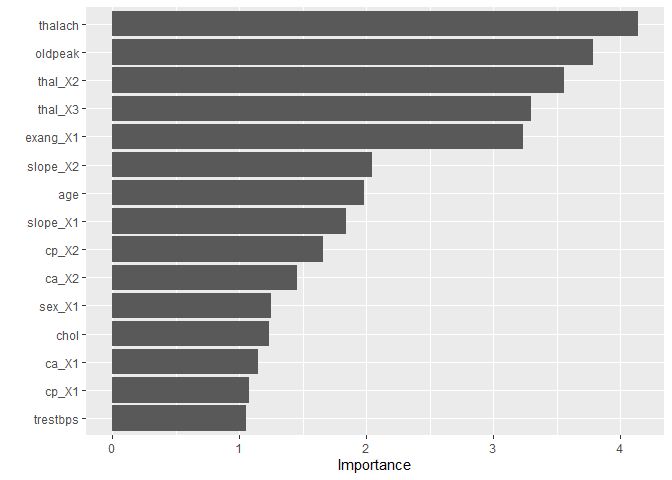 thalach
oldpeak
thal_X2
thal_X3
exang_X1
slope_X2
age
slope_X1
cp_X2
ca_X2
sex_X1
chol
ca_X1
cp_X1
trestbps
0 1 2 3 4
Importance